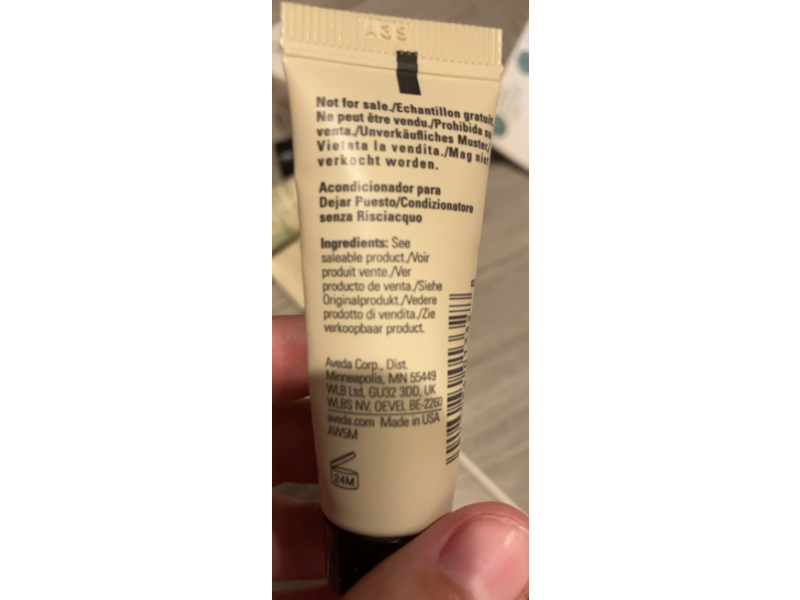 A39
Not for sale./Echantillon gratuit.
Ne peut être vendu./Prohibida su
venta./Unverkäufliches Muster./
Vietata la vendita./Mag niet
verkocht worden.
Acondicionador para
Dejar Puesto/Condizionatore
senza Risciacquo
Ingredients: See
saleable product./Voir
produit vente./Ver
producto de venta./Siehe
Originalprodukt./Vedere
prodotto di vendita./Zie
verkoopbaar product.
Aveda Corp., Dist.
Minneapolis, MN 55449
WLB Ltd, GU32 3DD, UK
WLBS NV, OEVEL BE-2260
aveda.com Made in USA
AW5M
24M